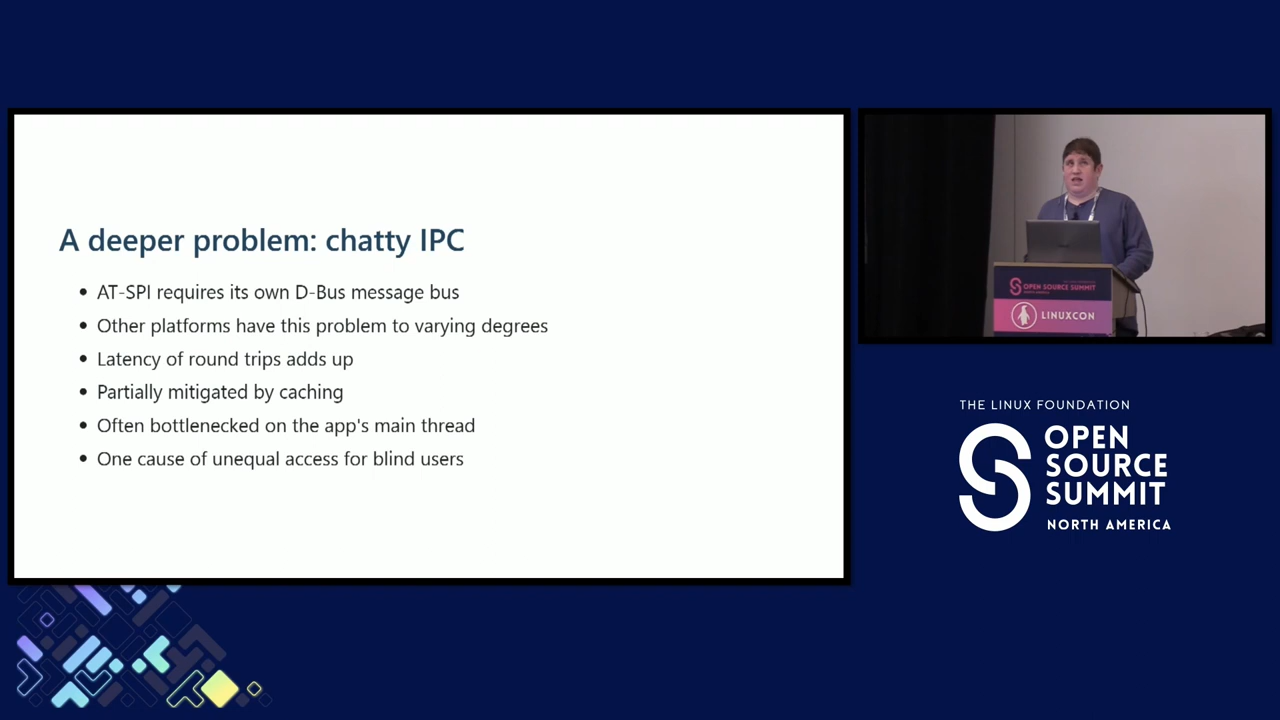 A deeper problem: chatty IPC
AT-SPI requires its own D-Bus message bus
Other platforms have this problem to varying degrees
Latency of round trips adds up
Partially mitigated by caching
Often bottlenecked on the app's main thread
One cause of unequal access for blind users
OPEN SOURCE SUMMIT
NORTH AMERICA
LINUXCON
THE LINUX FOUNDATION
OPEN
SOURCE
SUMMIT
NORTH AMERICA